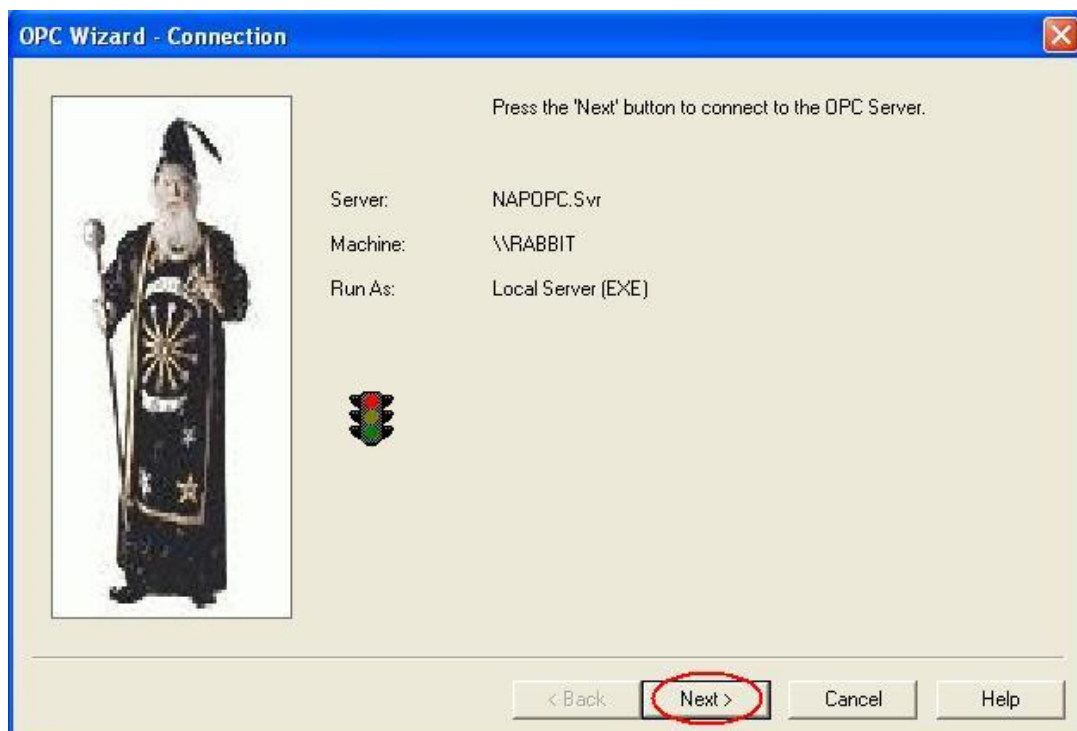 OPC Wizard - Connection
Press the 'Next' button to connect to the OPC Server.
Server: NAPOPC.Svr
Machine: \\RABBIT
Run As: Local Server (EXE)
< Back Next > Cancel Help